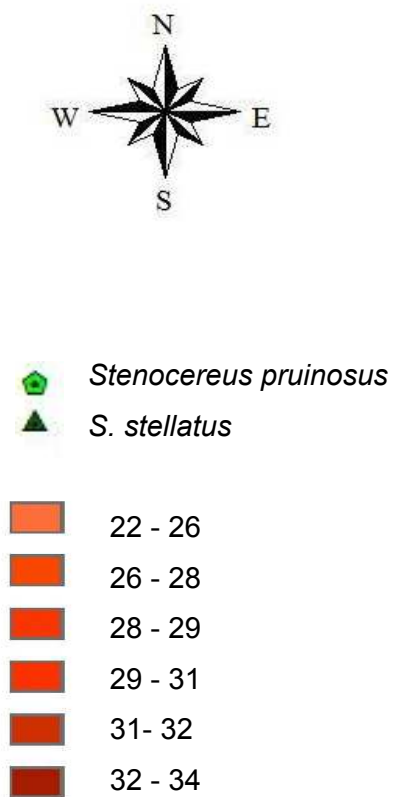 N
W E
S
Stenocereus pruinosus
S. stellatus
22 - 26
26 - 28
28 - 29
29 - 31
31- 32
32 - 34